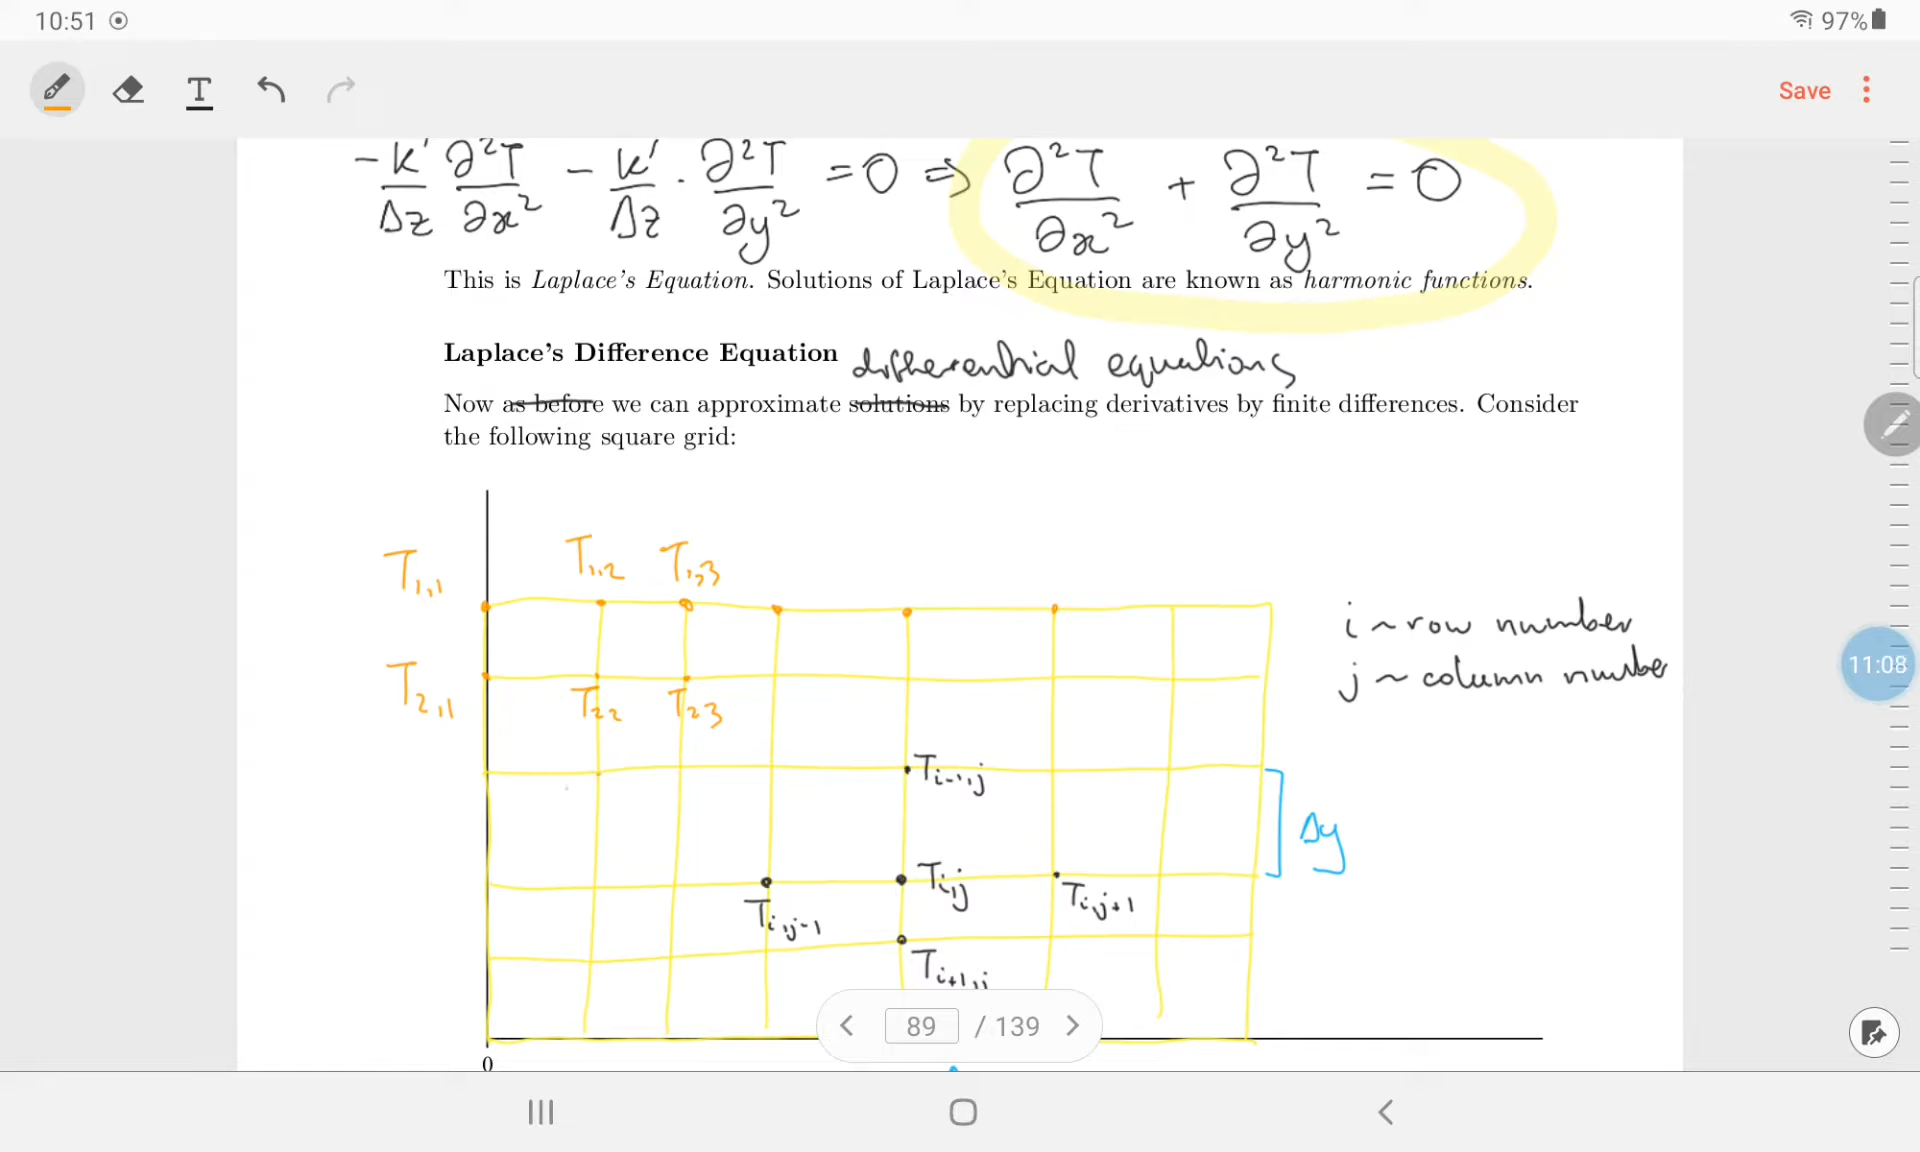 10:51
97%
T
Save
-k'/Δz ∂²T/∂x² - k'/Δz · ∂²T/∂y² = 0 ⇒ ∂²T/∂x² + ∂²T/∂y² = 0
This is Laplace's Equation. Solutions of Laplace's Equation are known as harmonic functions.
Laplace's Difference Equation differential equations
Now as before we can approximate solutions by replacing derivatives by finite differences. Consider
the following square grid:
T1,1 T1,2 T1,3
i ~ row number
j ~ column number
11:08
T2,1 T22 T23
Ti-1,j
Δy
Ti,j
Ti,j-1 Ti,j+1
Ti+1,j
89 / 139
0